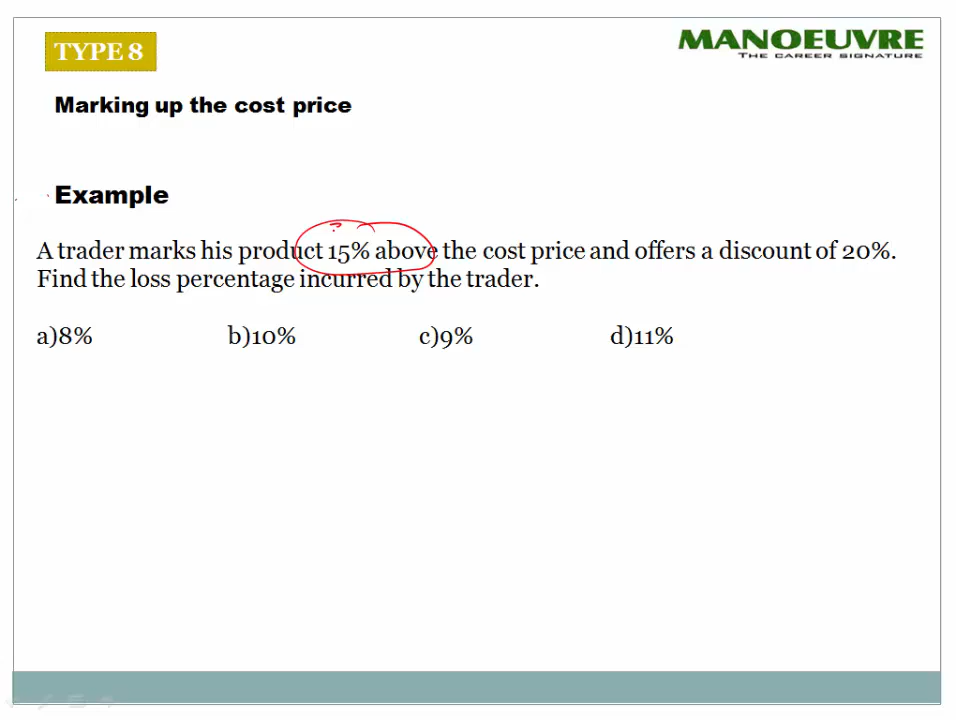 TYPE 8
MANOEUVRE
THE CAREER SIGNATURE
Marking up the cost price
Example
A trader marks his product 15% above the cost price and offers a discount of 20%.
Find the loss percentage incurred by the trader.
a)8% b)10% c)9% d)11%